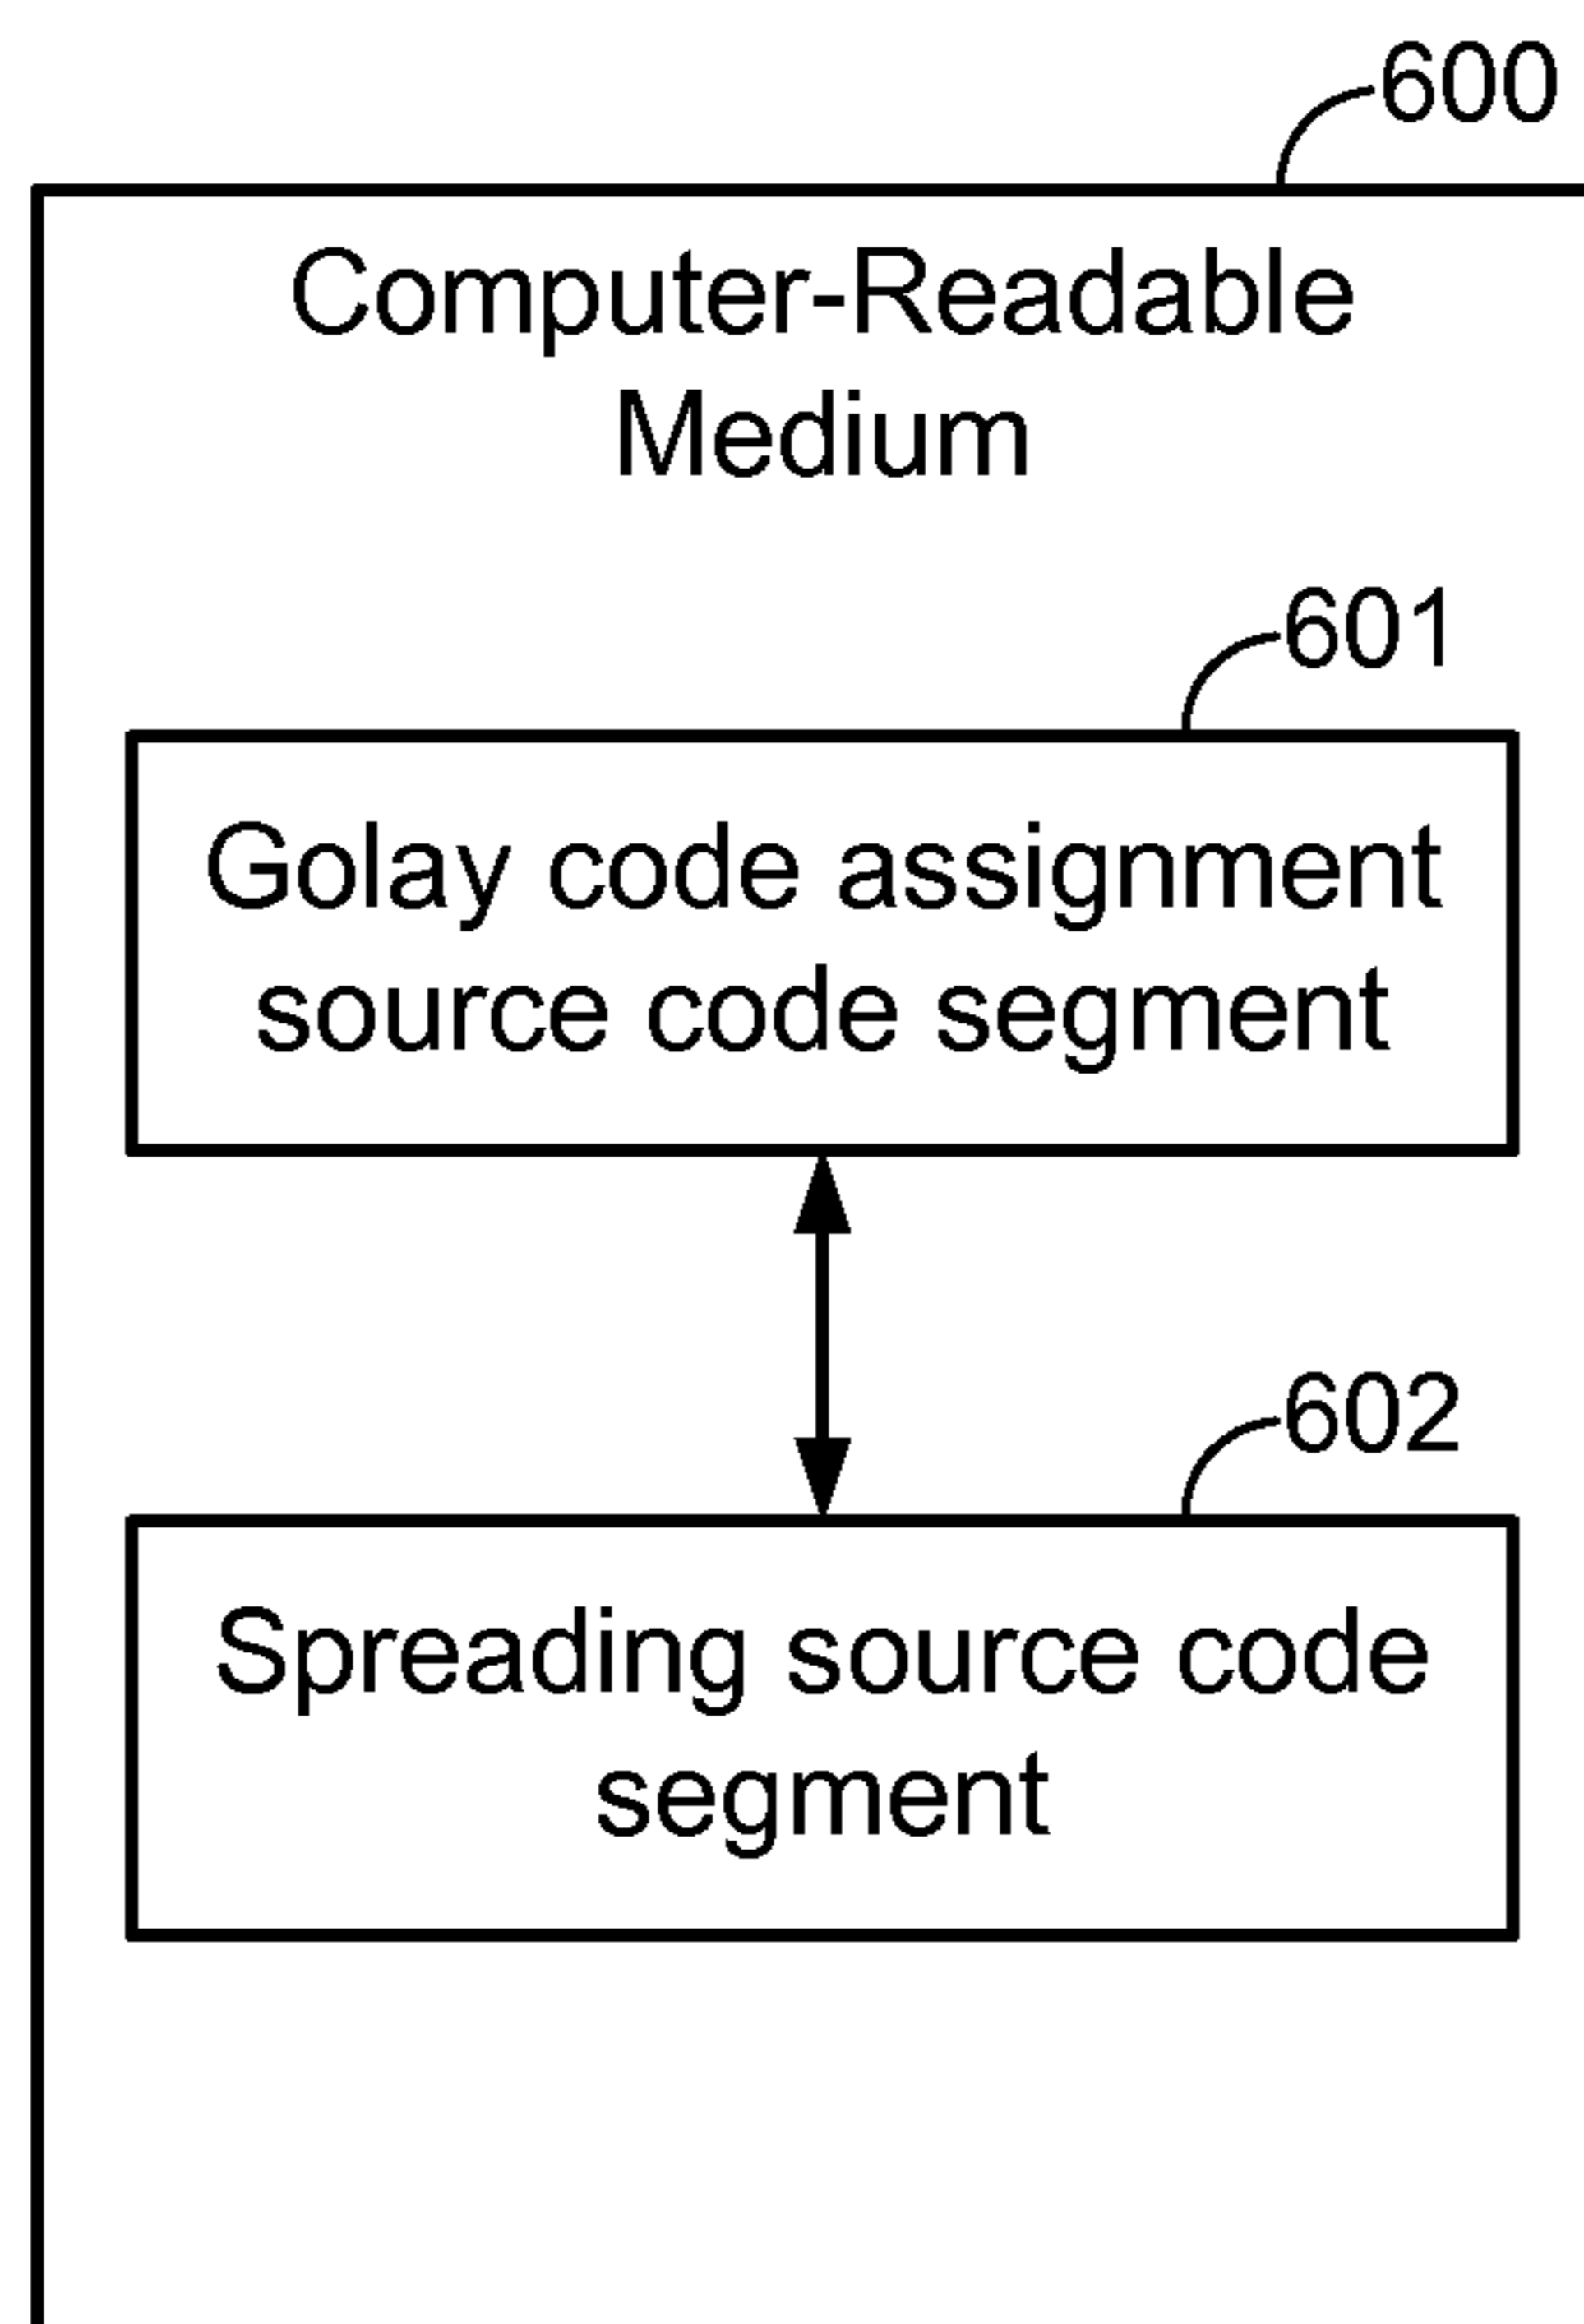 600
Computer-Readable
Medium
601
Golay code assignment
source code segment
602
Spreading source code
segment